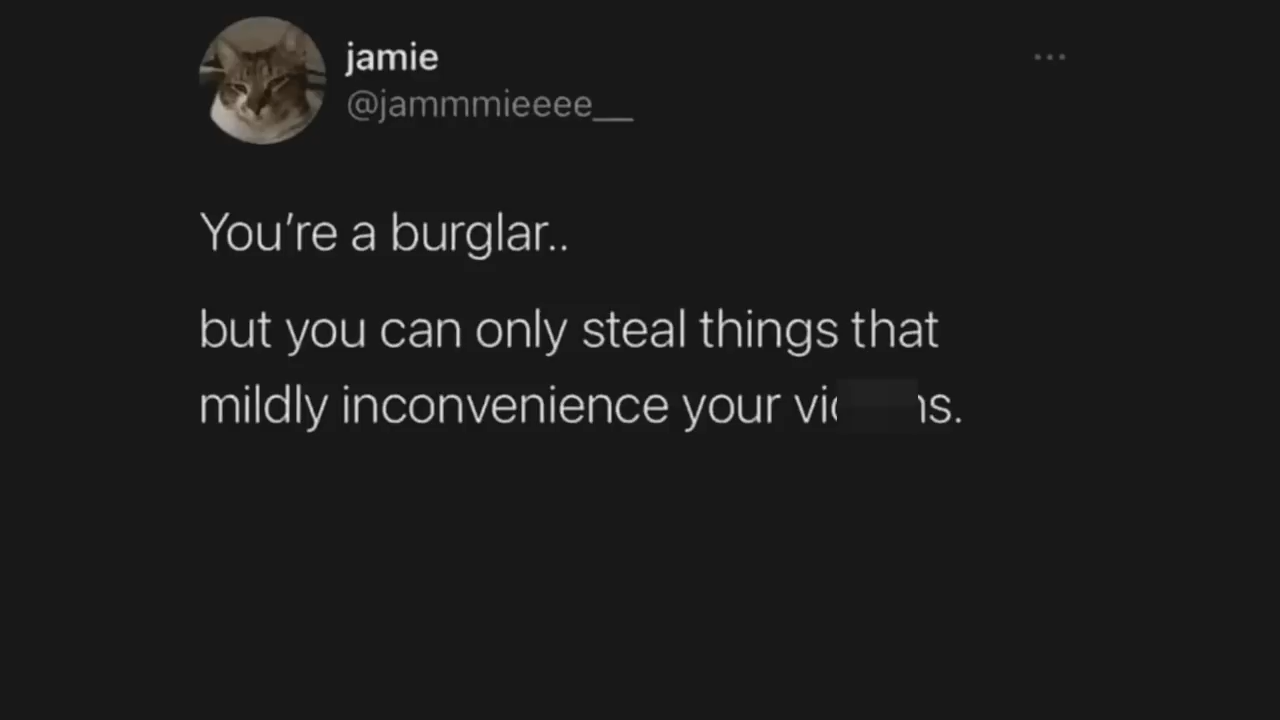 jamie
@jammmieeee__
You're a burglar..
but you can only steal things that
mildly inconvenience your